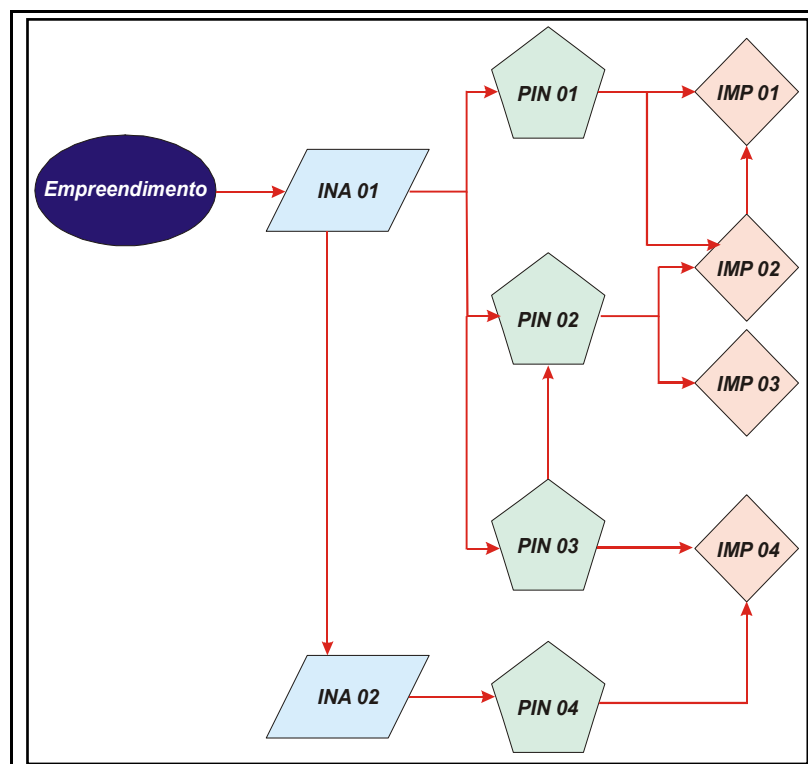 PIN 01
IMP 01
Empreendimento
INA 01
IMP 02
PIN 02
IMP 03
PIN 03
IMP 04
INA 02
PIN 04